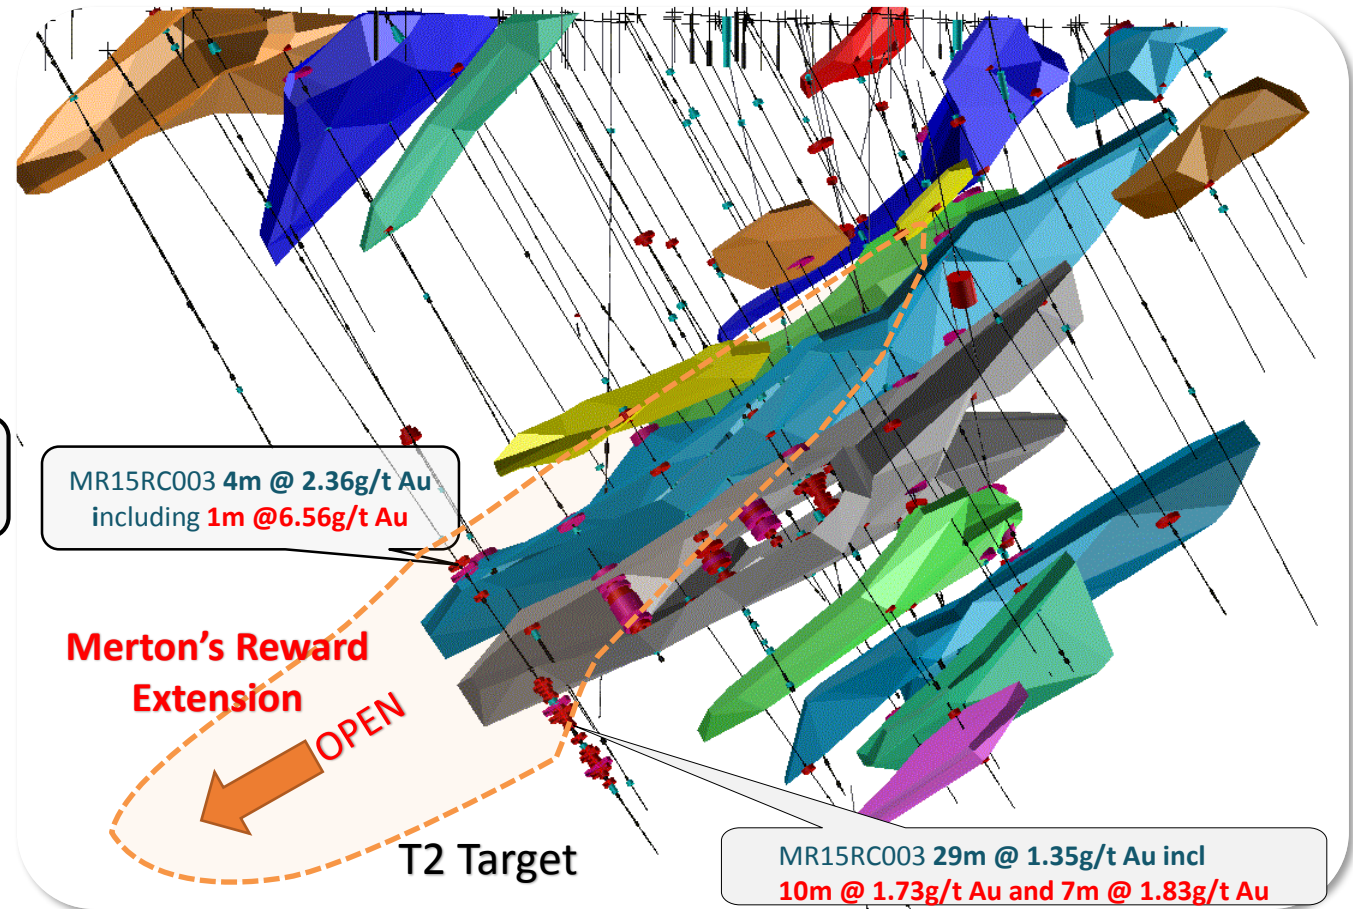 MR15RC003 4m @ 2.36g/t Au
including 1m @6.56g/t Au
Merton's Reward
Extension
OPEN
T2 Target
MR15RC003 29m @ 1.35g/t Au incl
10m @ 1.73g/t Au and 7m @ 1.83g/t Au